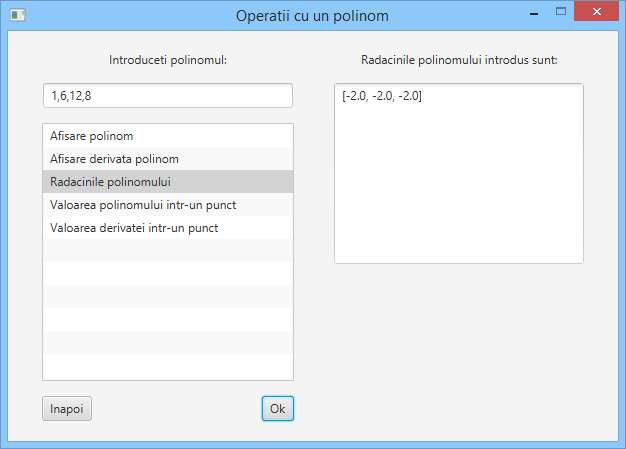 Operatii cu un polinom
Introduceti polinomul:
1,6,12,8
Afisare polinom
Afisare derivata polinom
Radacinile polinomului
Valoarea polinomului intr-un punct
Valoarea derivatei intr-un punct
Inapoi
Ok
Radacinile polinomului introdus sunt:
[-2.0, -2.0, -2.0]